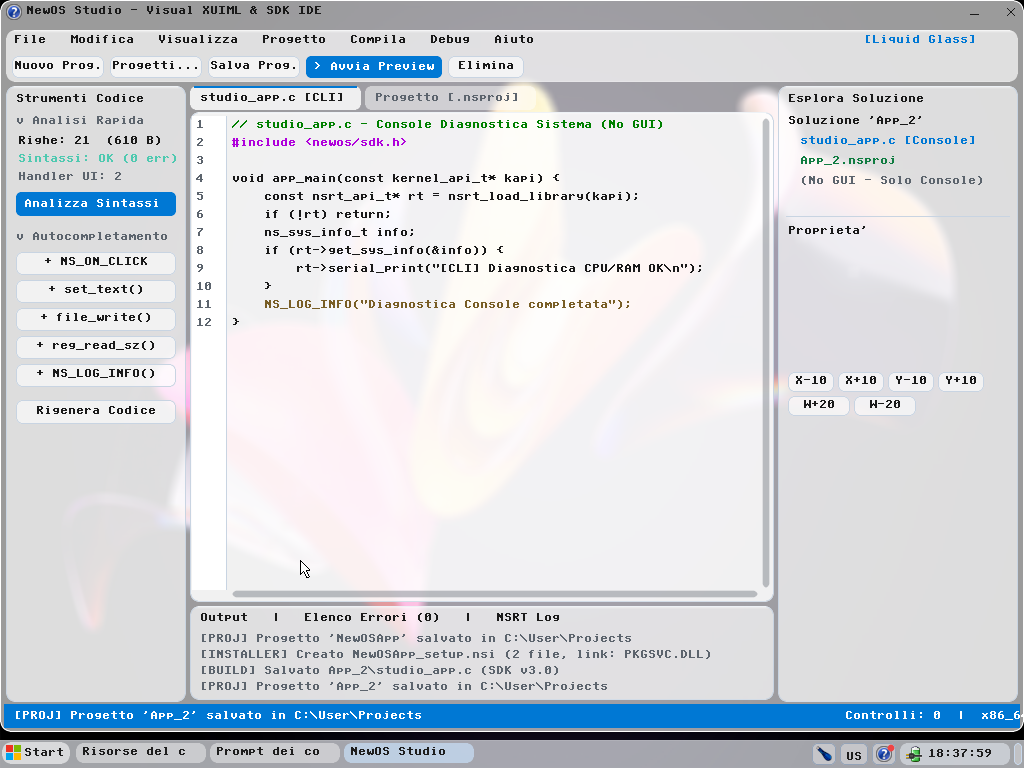 NewOS Studio - Visual XUIML & SDK IDE
File Modifica Visualizza Progetto Compila Debug Aiuto [Liquid Glass]
Nuovo Prog. Progetti... Salva Prog. > Avvia Preview Elimina
Strumenti Codice
v Analisi Rapida
Righe: 21 (610 B)
Sintassi: OK (0 err)
Handler UI: 2
Analizza Sintassi
v Autocompletamento
+ NS_ON_CLICK
+ set_text()
+ file_write()
+ reg_read_sz()
+ NS_LOG_INFO()
Rigenera Codice
studio_app.c [CLI] Progetto [.nsproj]
1 // studio_app.c - Console Diagnostica Sistema (No GUI)
2 #include <newos/sdk.h>
3
4 void app_main(const kernel_api_t* kapi) {
5 const nsrt_api_t* rt = nsrt_load_library(kapi);
6 if (!rt) return;
7 ns_sys_info_t info;
8 if (rt->get_sys_info(&info)) {
9 rt->serial_print("[CLI] Diagnostica CPU/RAM OK\n");
10 }
11 NS_LOG_INFO("Diagnostica Console completata");
12 }
Output | Elenco Errori (0) | NSRT Log
[PROJ] Progetto 'NewOSApp' salvato in C:\User\Projects
[INSTALLER] Creato NewOSApp_setup.nsi (2 file, link: PKGSVC.DLL)
[BUILD] Salvato App_2\studio_app.c (SDK v3.0)
[PROJ] Progetto 'App_2' salvato in C:\User\Projects
Esplora Soluzione
Soluzione 'App_2'
studio_app.c [Console]
App_2.nsproj
(No GUI - Solo Console)
Proprieta'
X-10 X+10 Y-10 Y+10
W+20 W-20
[PROJ] Progetto 'App_2' salvato in C:\User\Projects Controlli: 0 | x86_6
Start Risorse del c Prompt dei co NewOS Studio US 18:37:59